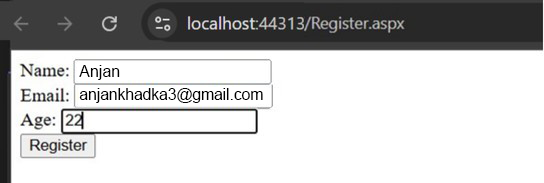 localhost:44313/Register.aspx
Name: Anjan
Email: anjankhadka3@gmail.com
Age: 22
Register